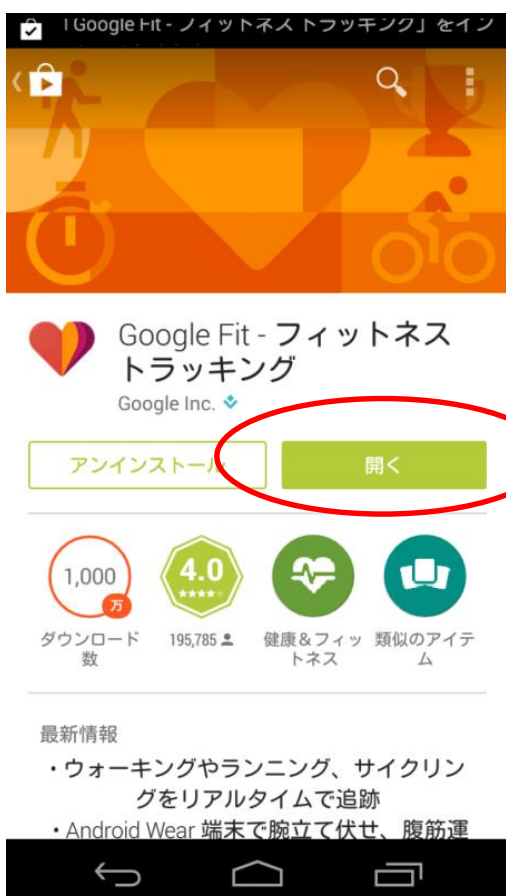 「Google Fit - フィットネス トラッキング」をイン
Google Fit - フィットネス
トラッキング
Google Inc.
アンインストール
開く
1,000
万
4.0
ダウンロード
数
195,785
健康&フィッ
トネス
類似のアイテ
ム
最新情報
・ウォーキングやランニング、サイクリン
グをリアルタイムで追跡
・Android Wear 端末で腕立て伏せ、腹筋運